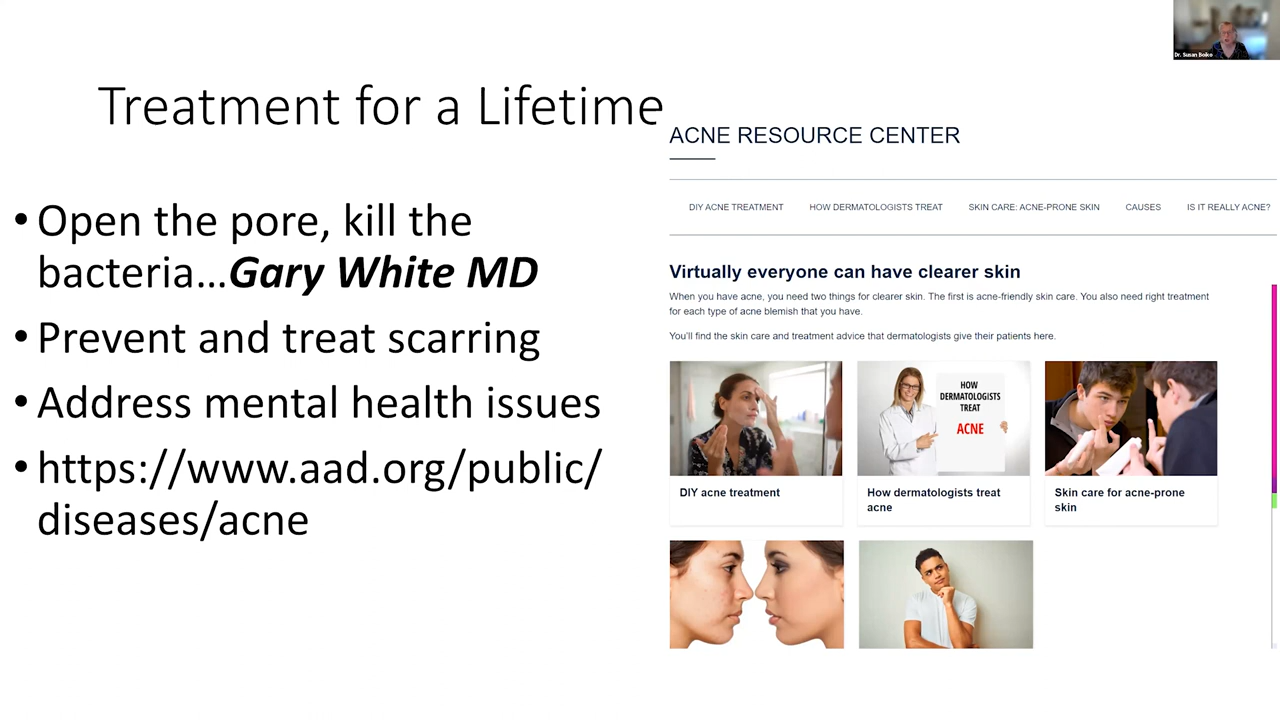 Dr. Susan Boiko
Treatment for a Lifetime
• Open the pore, kill the
bacteria...Gary White MD
• Prevent and treat scarring
• Address mental health issues
• https://www.aad.org/public/
diseases/acne
ACNE RESOURCE CENTER
DIY ACNE TREATMENT HOW DERMATOLOGISTS TREAT SKIN CARE: ACNE-PRONE SKIN CAUSES IS IT REALLY ACNE?
Virtually everyone can have clearer skin
When you have acne, you need two things for clearer skin. The first is acne-friendly skin care. You also need right treatment
for each type of acne blemish that you have.
You'll find the skin care and treatment advice that dermatologists give their patients here.
HOW
DERMATOLOGISTS
TREAT
ACNE
DIY acne treatment
How dermatologists treat
acne
Skin care for acne-prone
skin